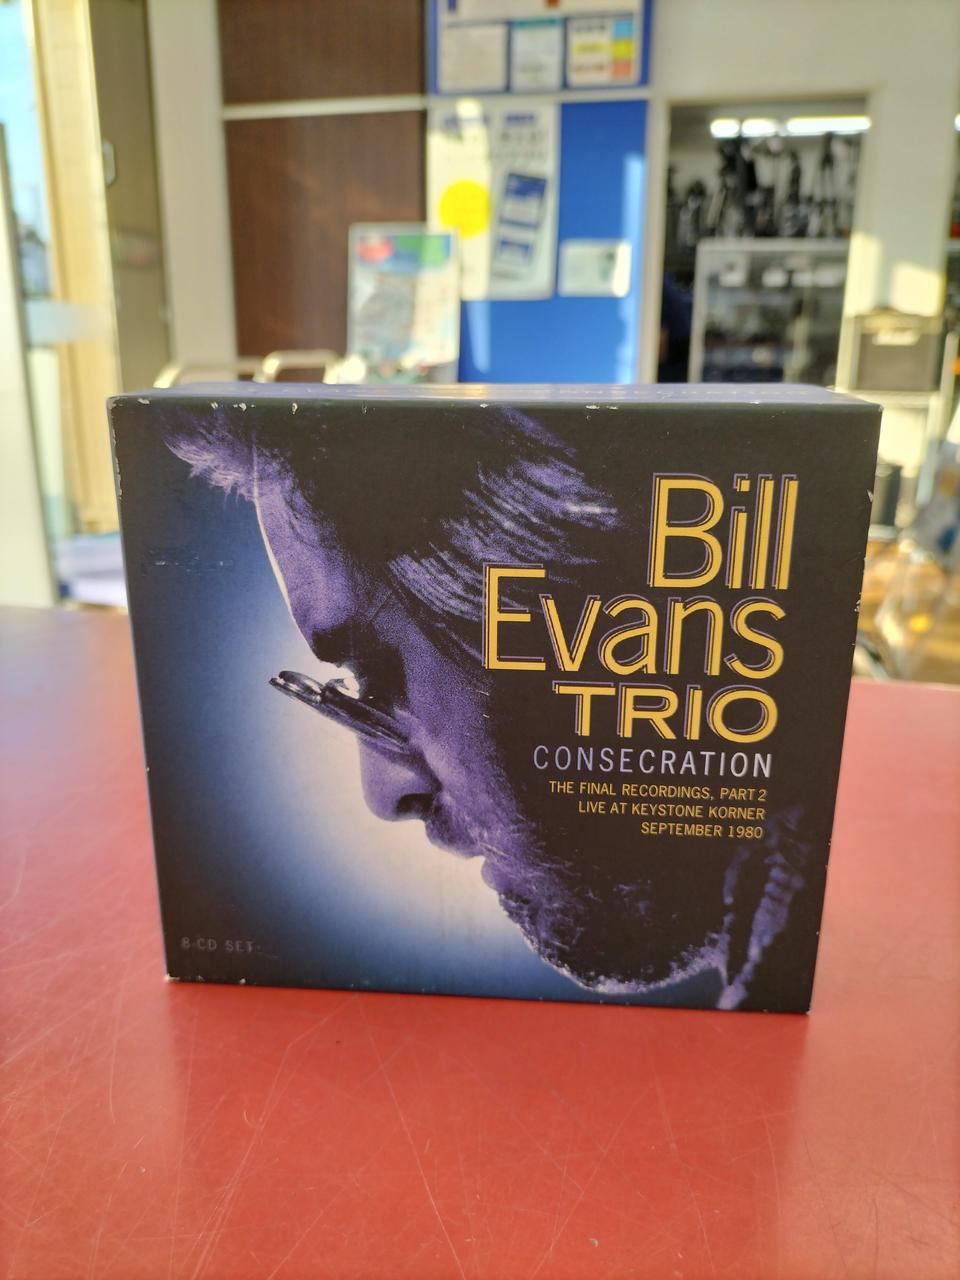 Bill
Evans
TRIO
CONSECRATION
THE FINAL RECORDINGS, PART 2
LIVE AT KEYSTONE KORNER
SEPTEMBER 1980
8 CD SET